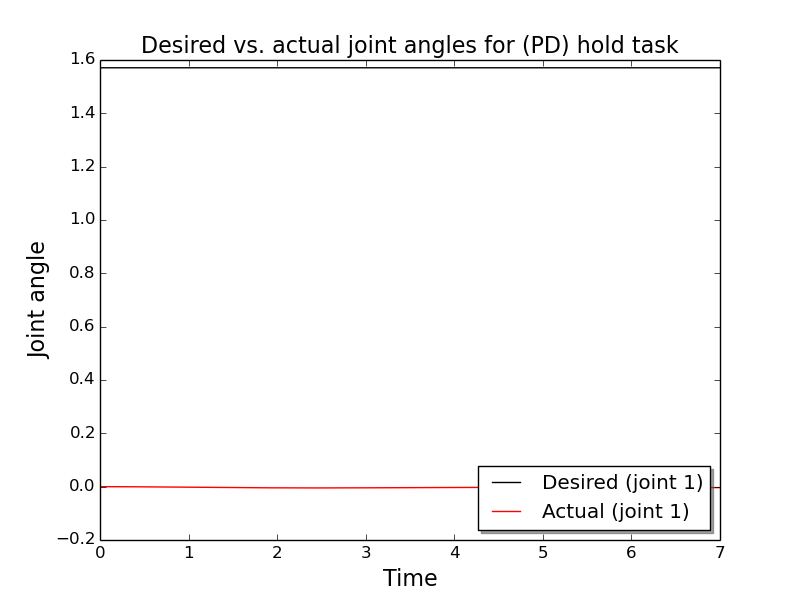 Desired vs. actual joint angles for (PD) hold task
1.6
1.4
1.2
1.0
0.8
0.6
0.4
0.2
0.0
−0.2
Joint angle
Desired (joint 1)
Actual (joint 1)
0 1 2 3 4 5 6 7
Time